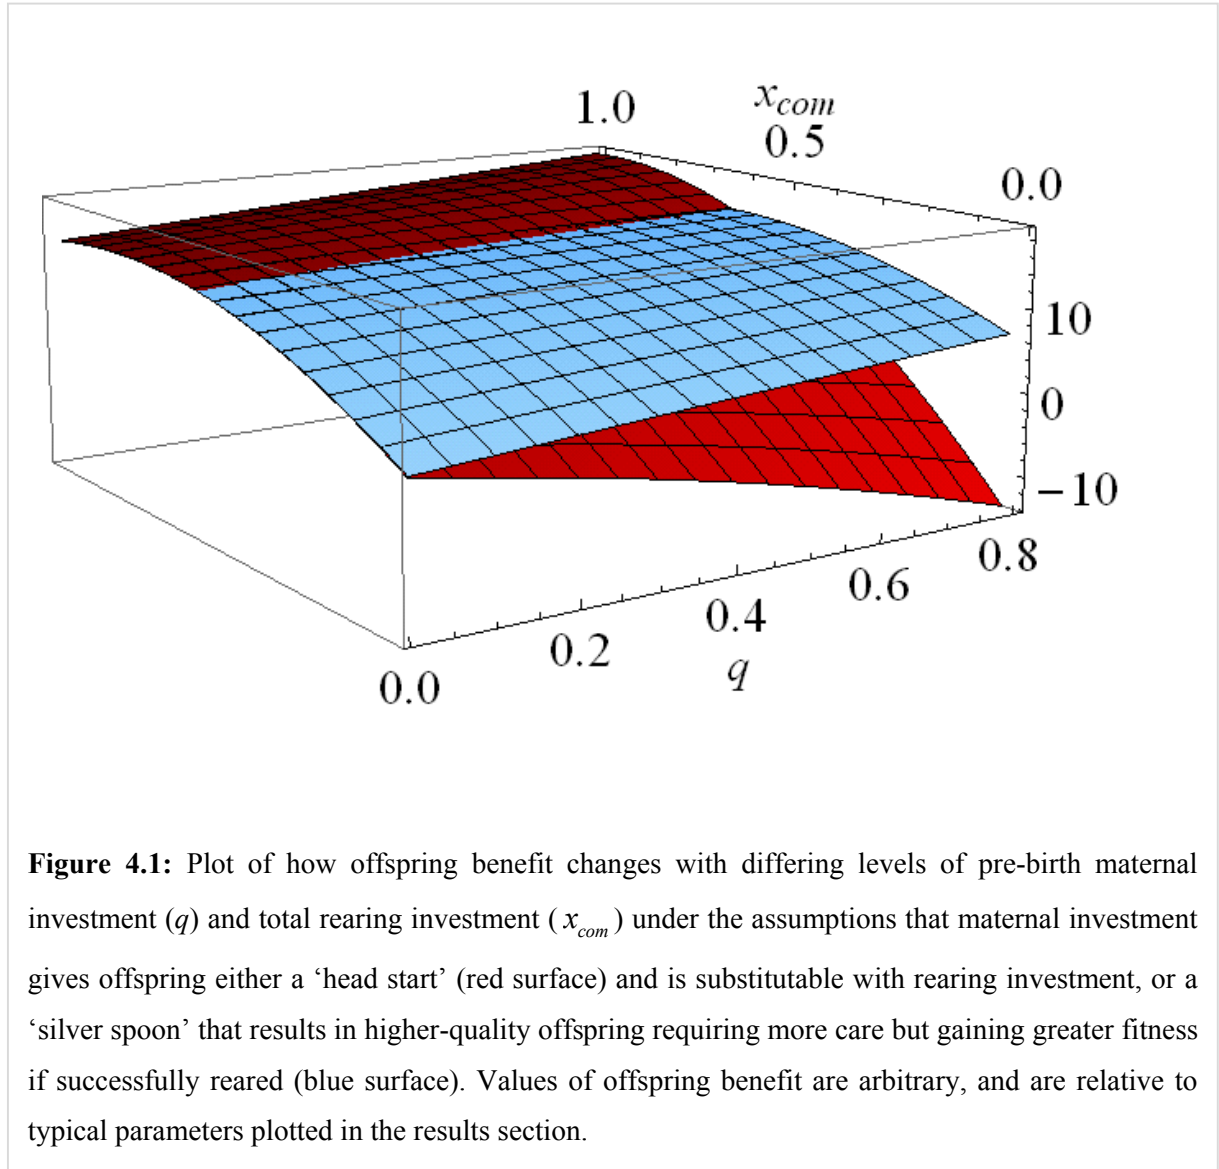 x_com
1.0
0.5
0.0
10
0
−10
0.8
0.6
0.4
0.2
0.0
q
Figure 4.1: Plot of how offspring benefit changes with differing levels of pre-birth maternal
investment (q) and total rearing investment ( x_com ) under the assumptions that maternal investment
gives offspring either a ‘head start’ (red surface) and is substitutable with rearing investment, or a
‘silver spoon’ that results in higher-quality offspring requiring more care but gaining greater fitness
if successfully reared (blue surface). Values of offspring benefit are arbitrary, and are relative to
typical parameters plotted in the results section.